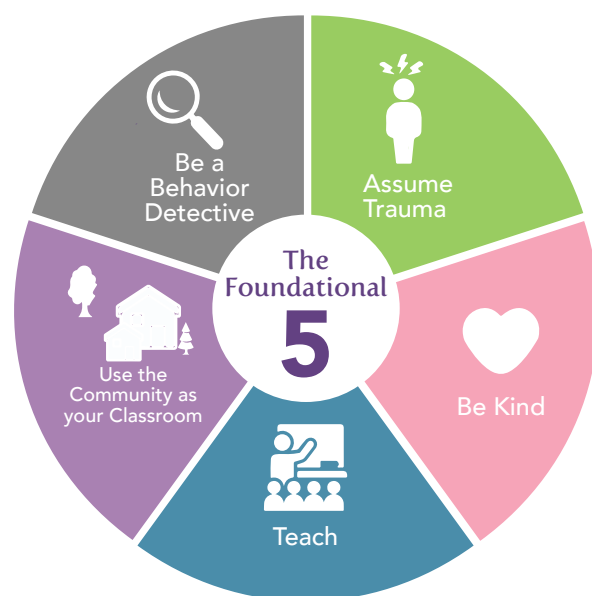 The
Foundational
5
Assume
Trauma
Be Kind
Teach
Use the
Community as
your Classroom
Be a
Behavior
Detective